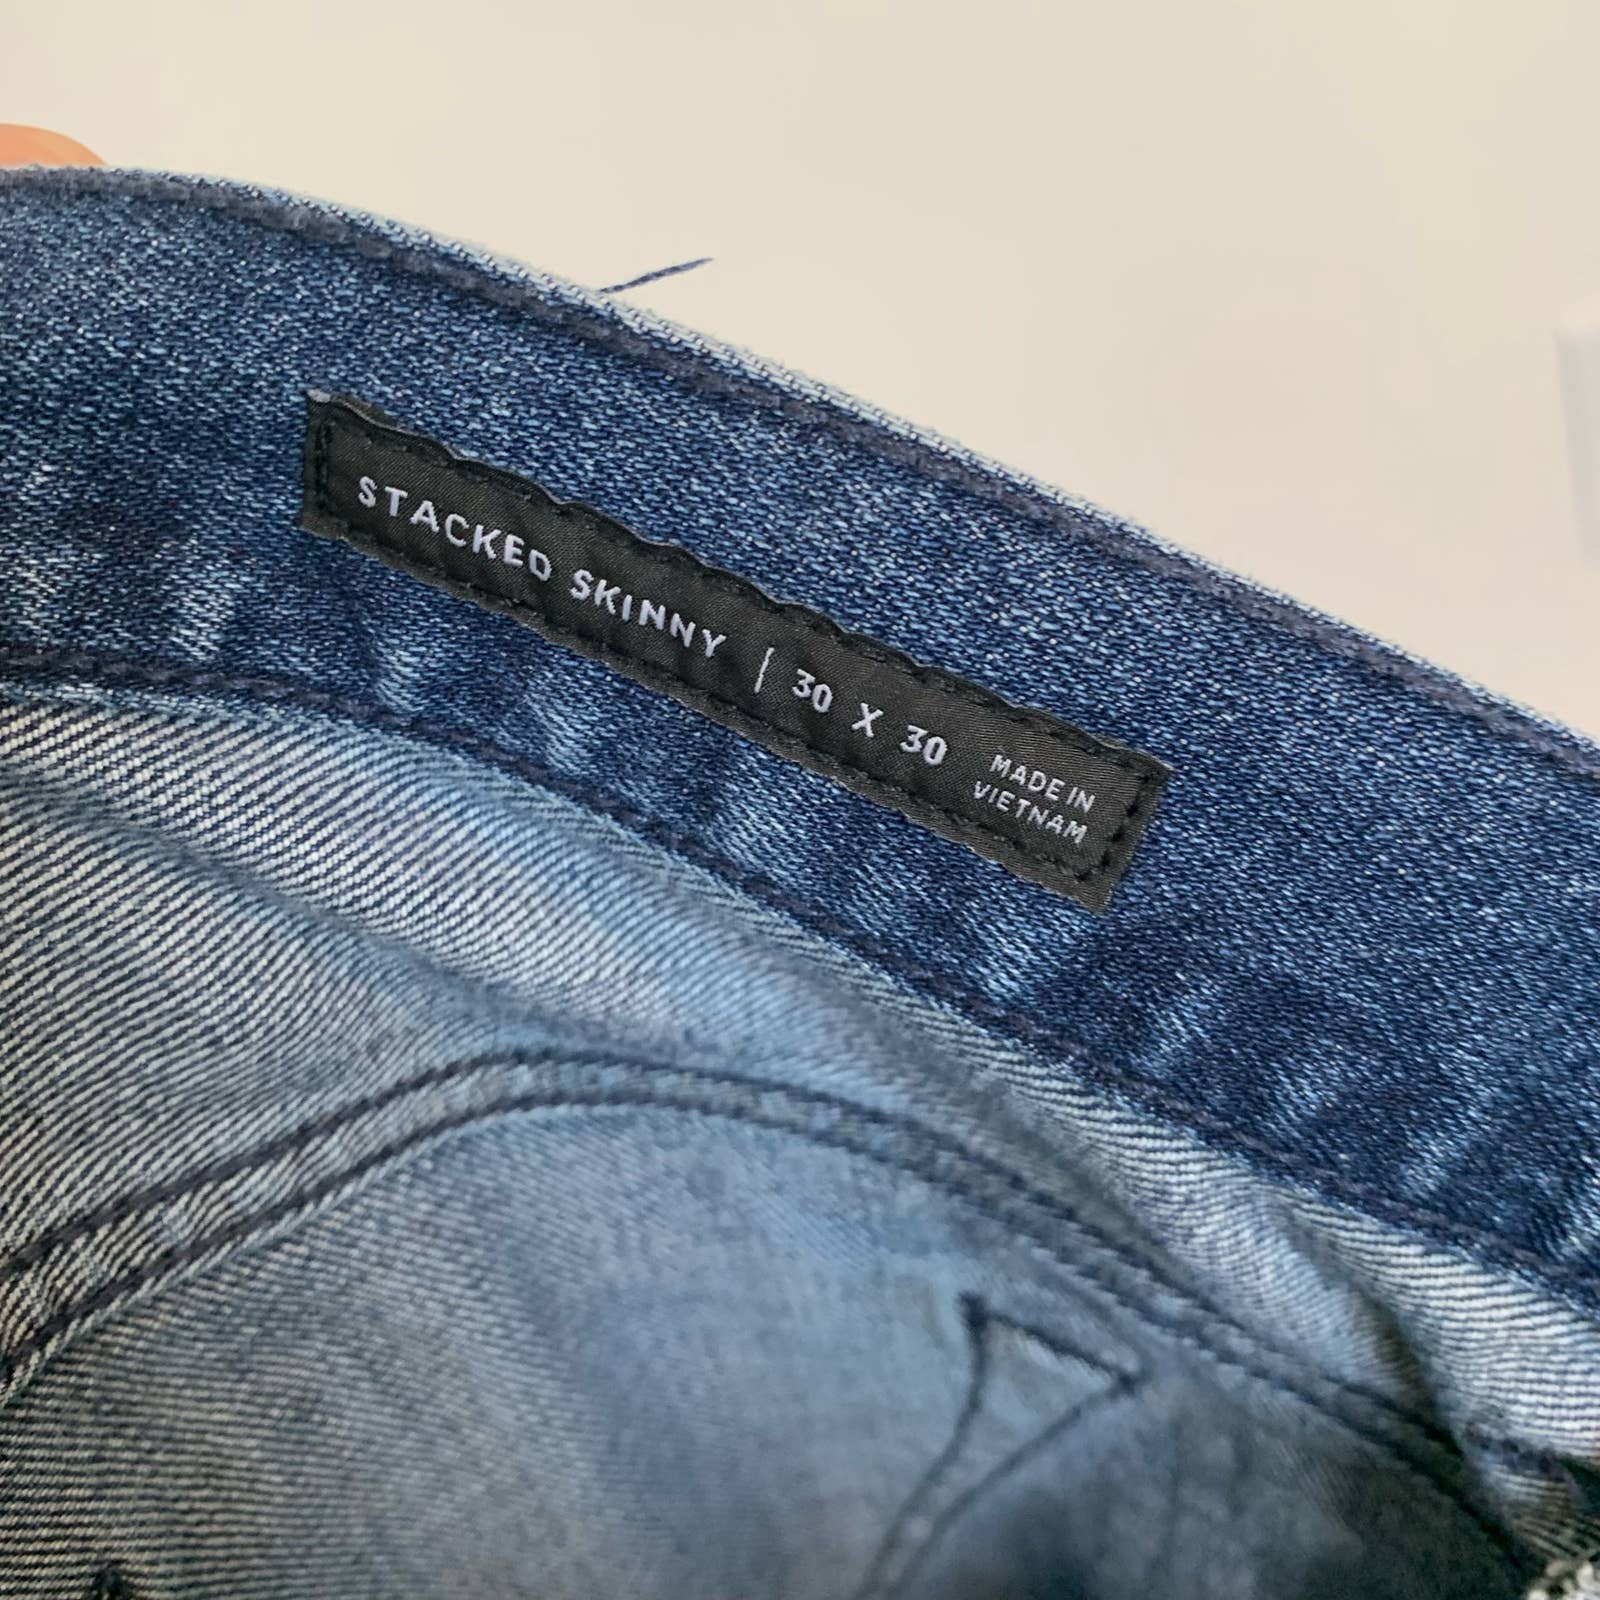 STACKED SKINNY | 30 X 30
MADE IN
VIETNAM